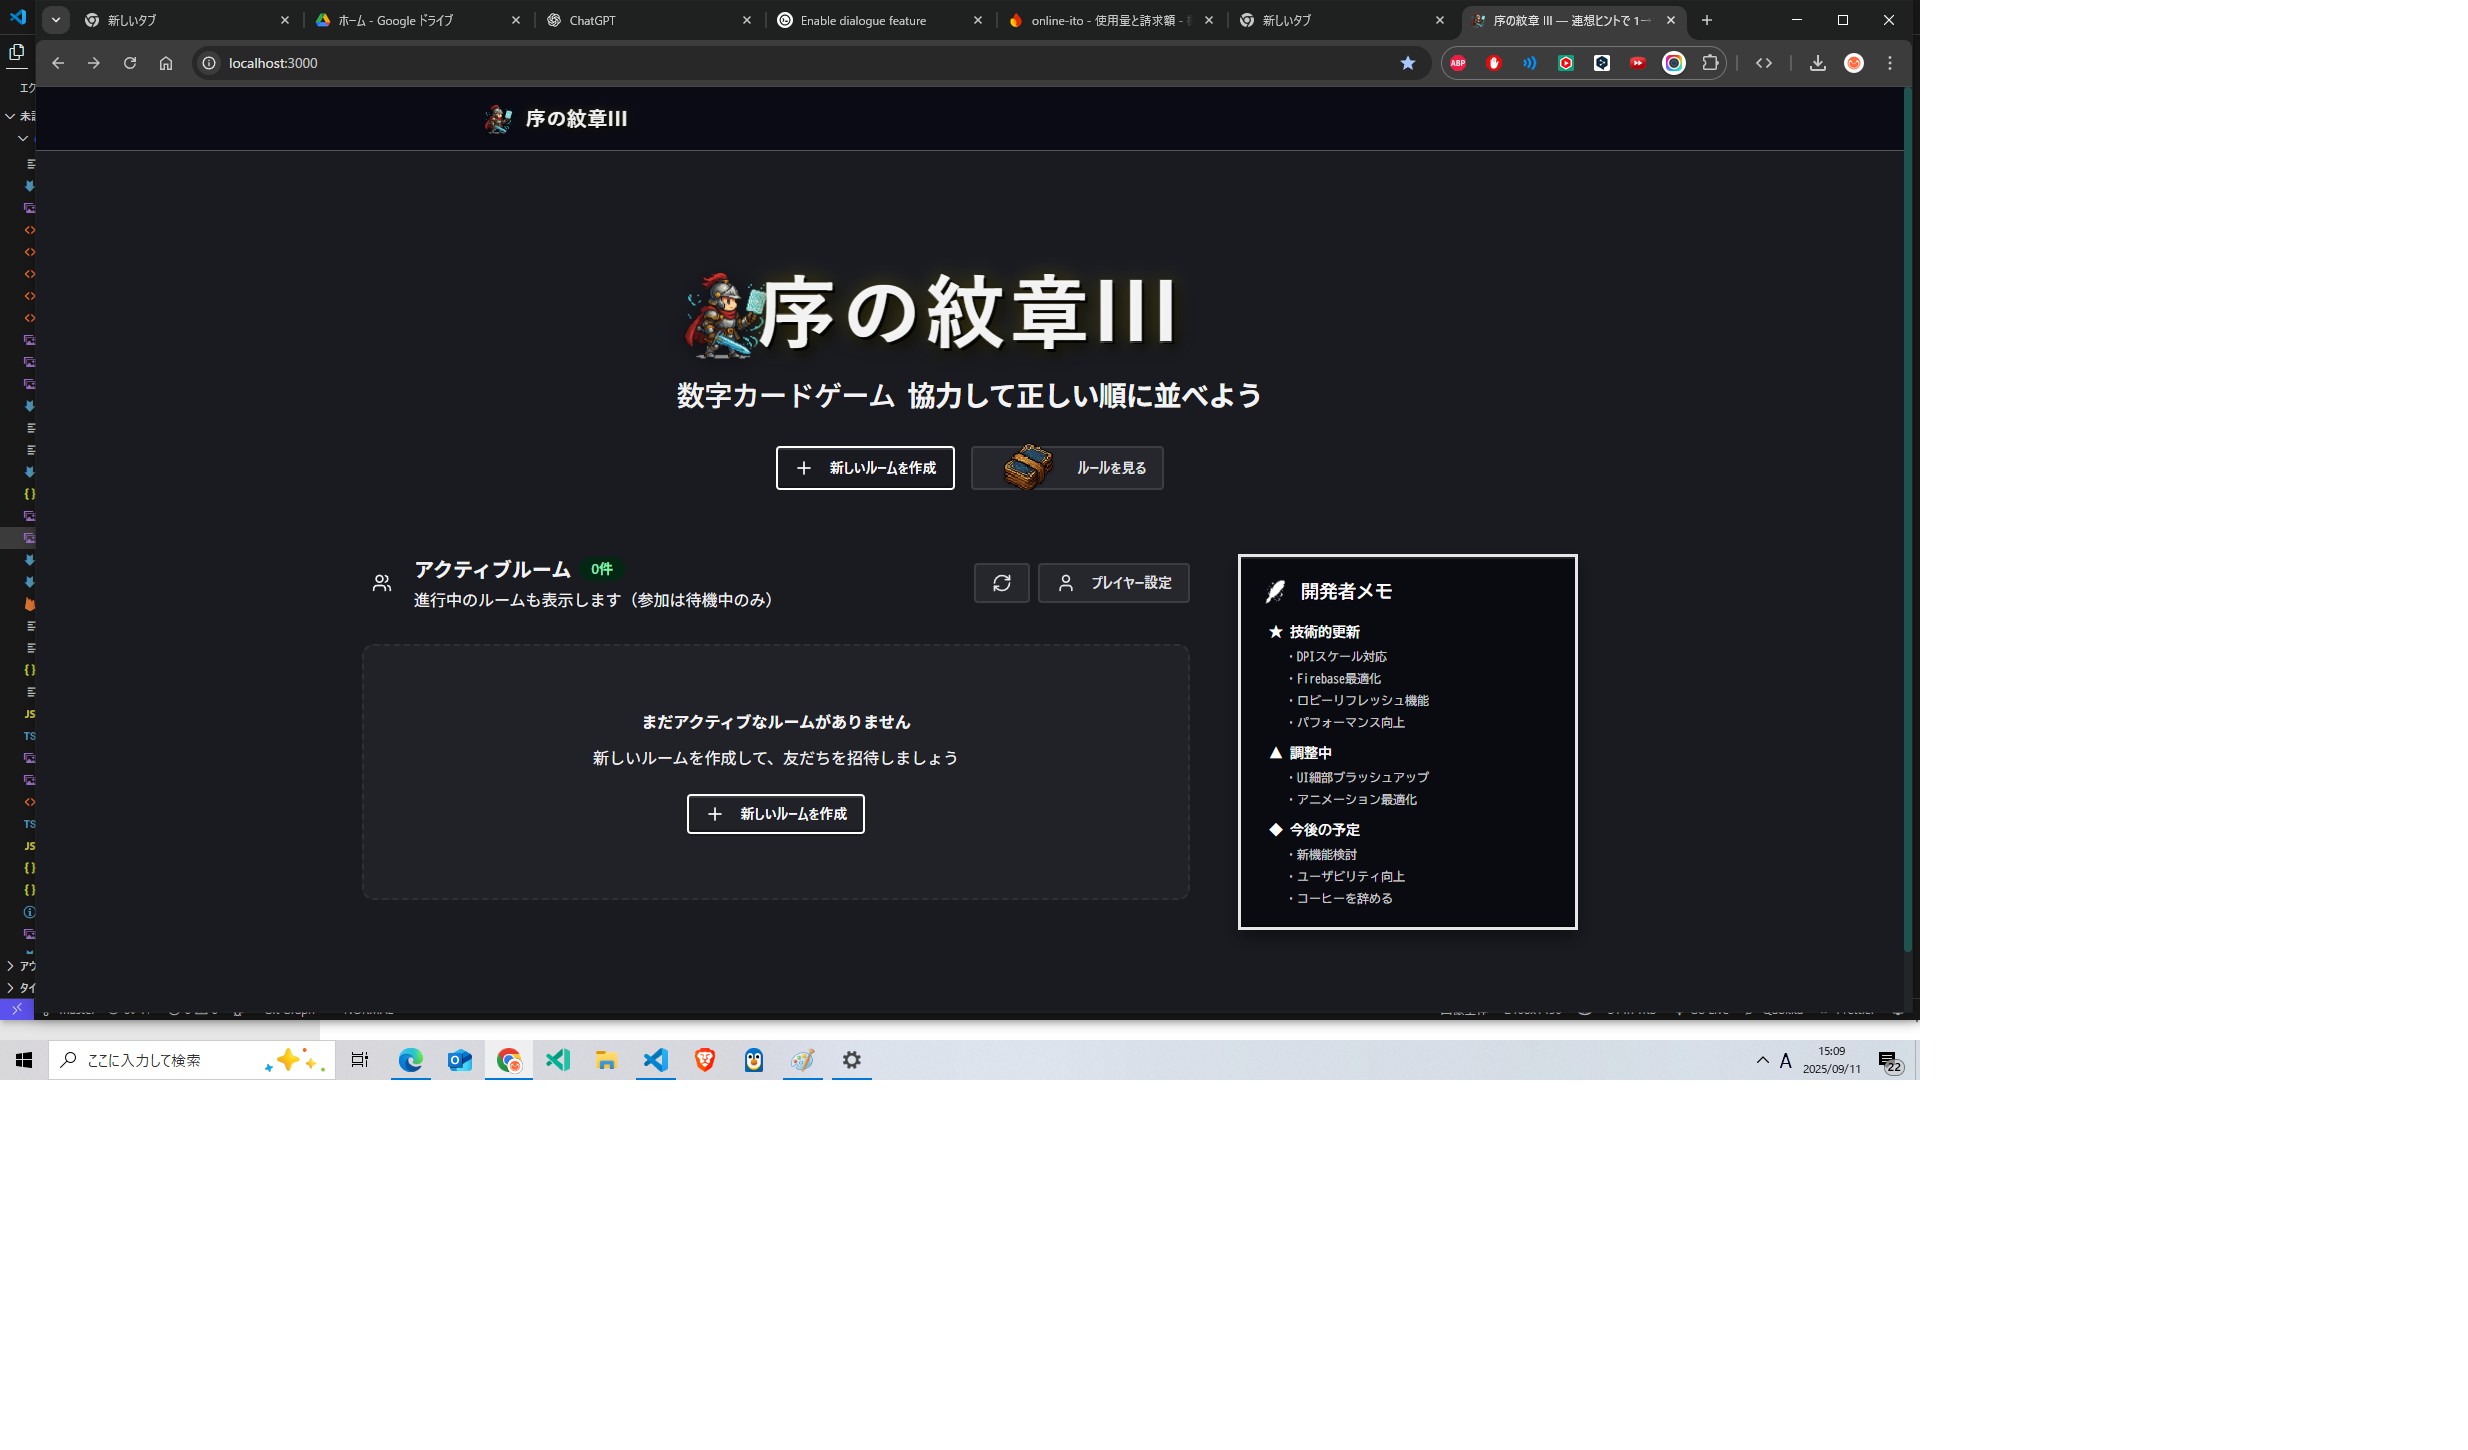 新しいタブ
ホーム - Google ドライブ
ChatGPT
Enable dialogue feature
online-ito - 使用量と請求額 -
新しいタブ
序の紋章 III — 連想ヒントで 1
localhost:3000
ABP
エク
序の紋章III
序の紋章III
数字カードゲーム 協力して正しい順に並べよう
新しいルームを作成
ルールを見る
アクティブルーム
0件
進行中のルームも表示します（参加は待機中のみ）
プレイヤー設定
まだアクティブなルームがありません
新しいルームを作成して、友だちを招待しましょう
新しいルームを作成
開発者メモ
★ 技術的更新
・DPIスケール対応
・Firebase最適化
・ロビーリフレッシュ機能
・パフォーマンス向上
▲ 調整中
・UI細部ブラッシュアップ
・アニメーション最適化
◆ 今後の予定
・新機能検討
・ユーザビリティ向上
・コーヒーを辞める
JS
TS
TS
JS
アウ
タイ
ここに入力して検索
A
15:09
2025/09/11
22